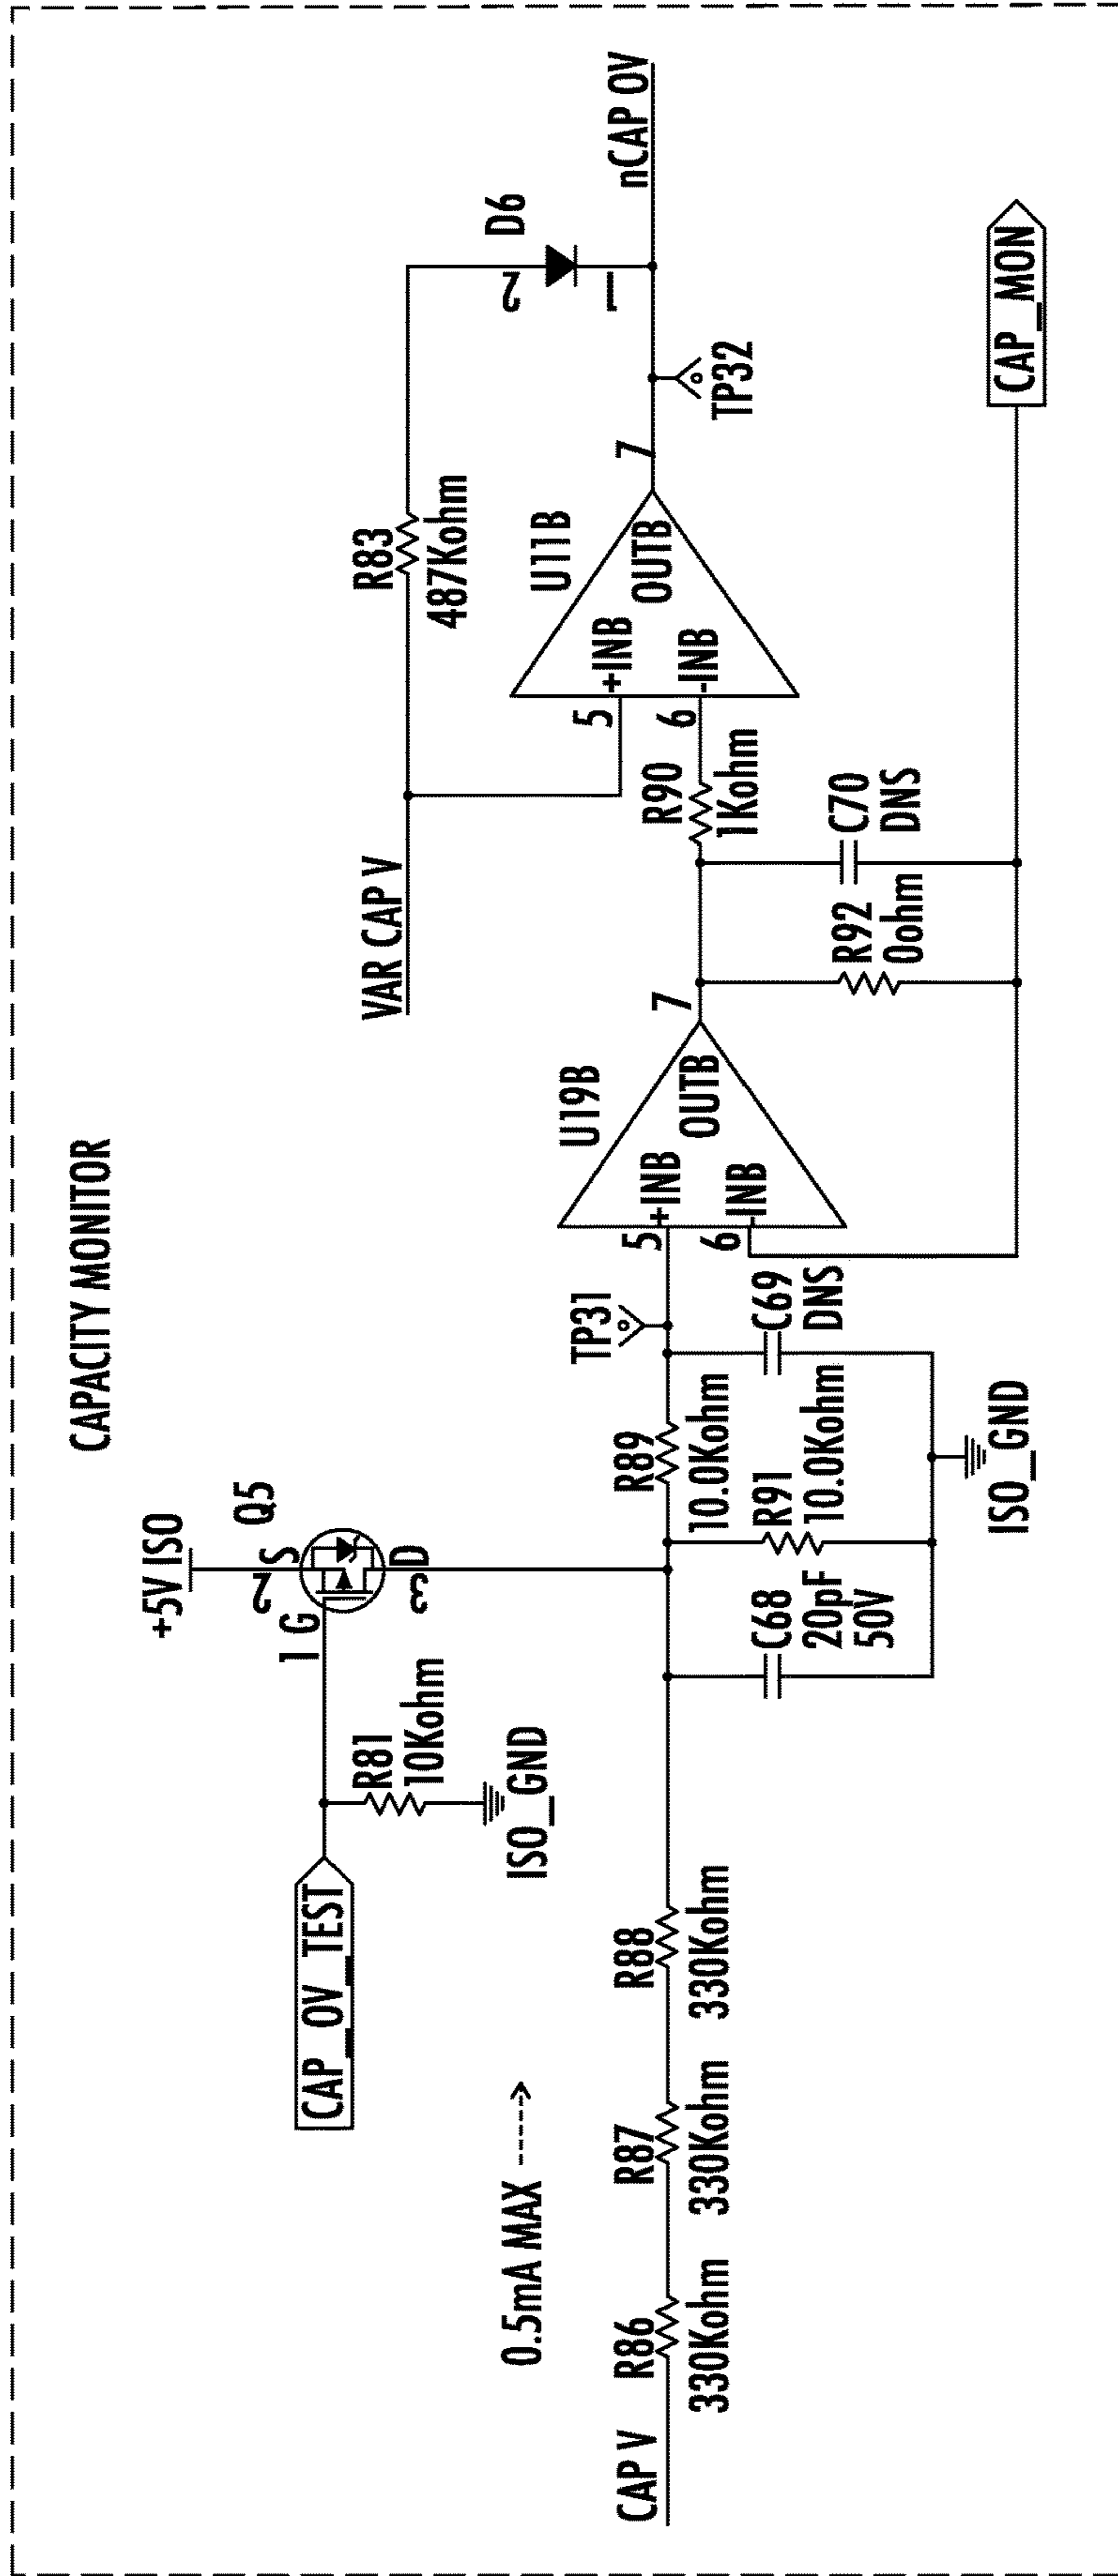 CAPACITY MONITOR
+5V ISO
Q5
S
2
1 G
D
3
CAP_OV_TEST
R81
10Kohm
ISO_GND
0.5mA MAX
CAP V
R86
330Kohm
R87
330Kohm
R88
330Kohm
C68
20pF
50V
R91
10.0Kohm
R89
10.0Kohm
C69
DNS
ISO_GND
TP31
U19B
5
+INB
6
-INB
OUTB
7
VAR CAP V
R92
0ohm
C70
DNS
R90
1Kohm
U11B
5
+INB
6
-INB
OUTB
7
R83
487Kohm
D6
2
1
TP32
nCAP OV
CAP_MON